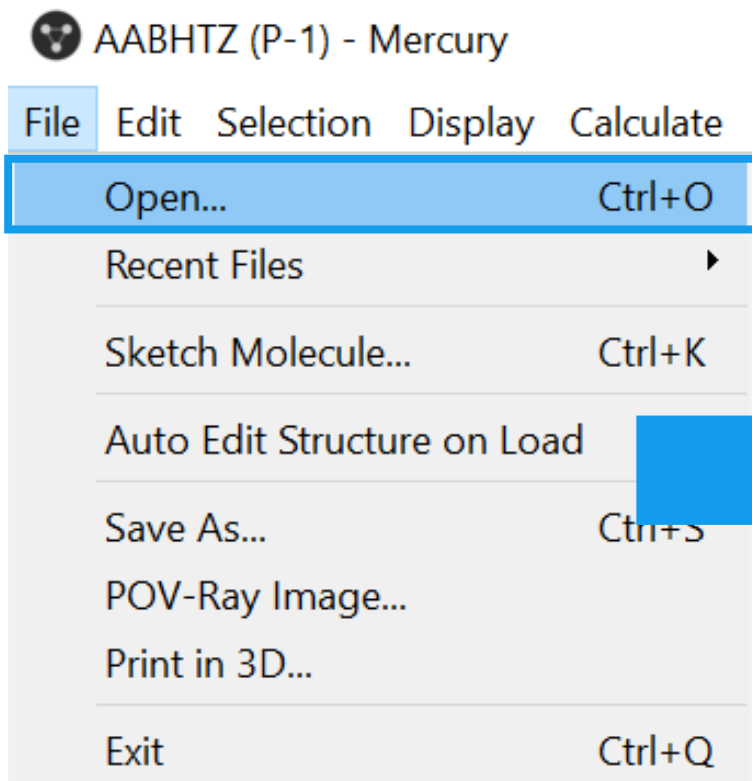 AABHTZ (P-1) - Mercury
File Edit Selection Display Calculate
Open... Ctrl+O
Recent Files
Sketch Molecule... Ctrl+K
Auto Edit Structure on Load
Save As... Ctrl+S
POV-Ray Image...
Print in 3D...
Exit Ctrl+Q